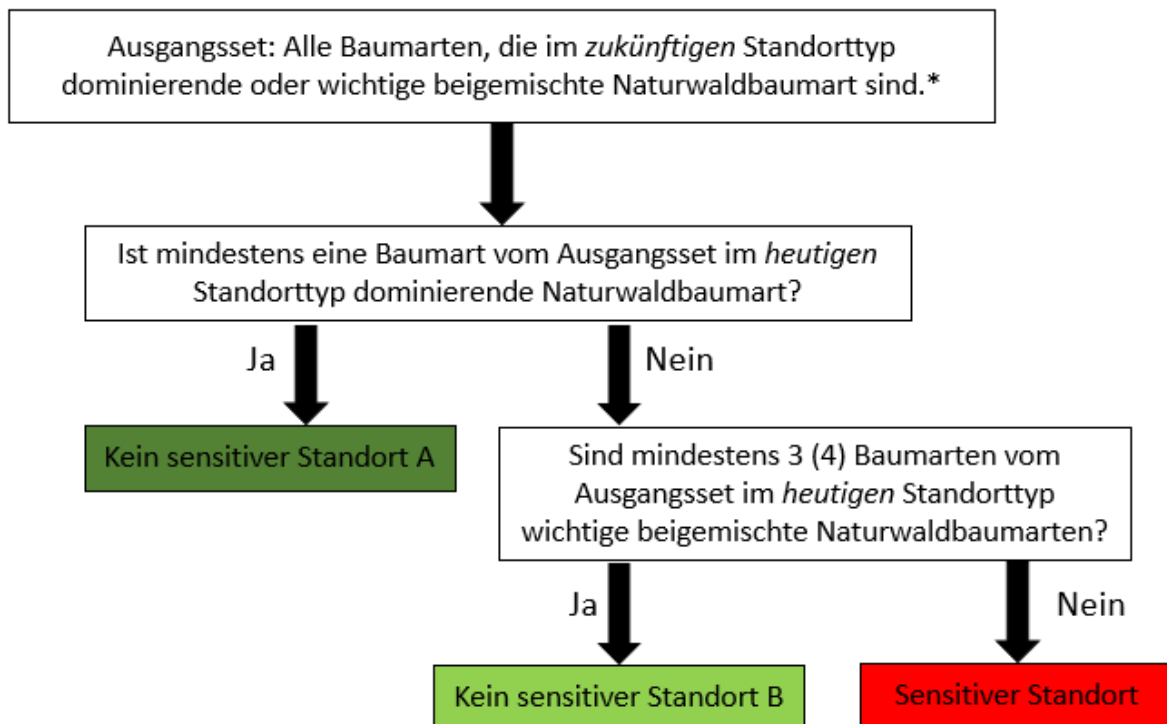 Ausgangsset: Alle Baumarten, die im zukünftigen Standorttyp
dominierende oder wichtige beigemischte Naturwaldbaumart sind.*
Ist mindestens eine Baumart vom Ausgangsset im heutigen
Standorttyp dominierende Naturwaldbaumart?
Ja
Nein
Kein sensitiver Standort A
Sind mindestens 3 (4) Baumarten vom
Ausgangsset im heutigen Standorttyp
wichtige beigemischte Naturwaldbaumarten?
Ja
Nein
Kein sensitiver Standort B
Sensitiver Standort